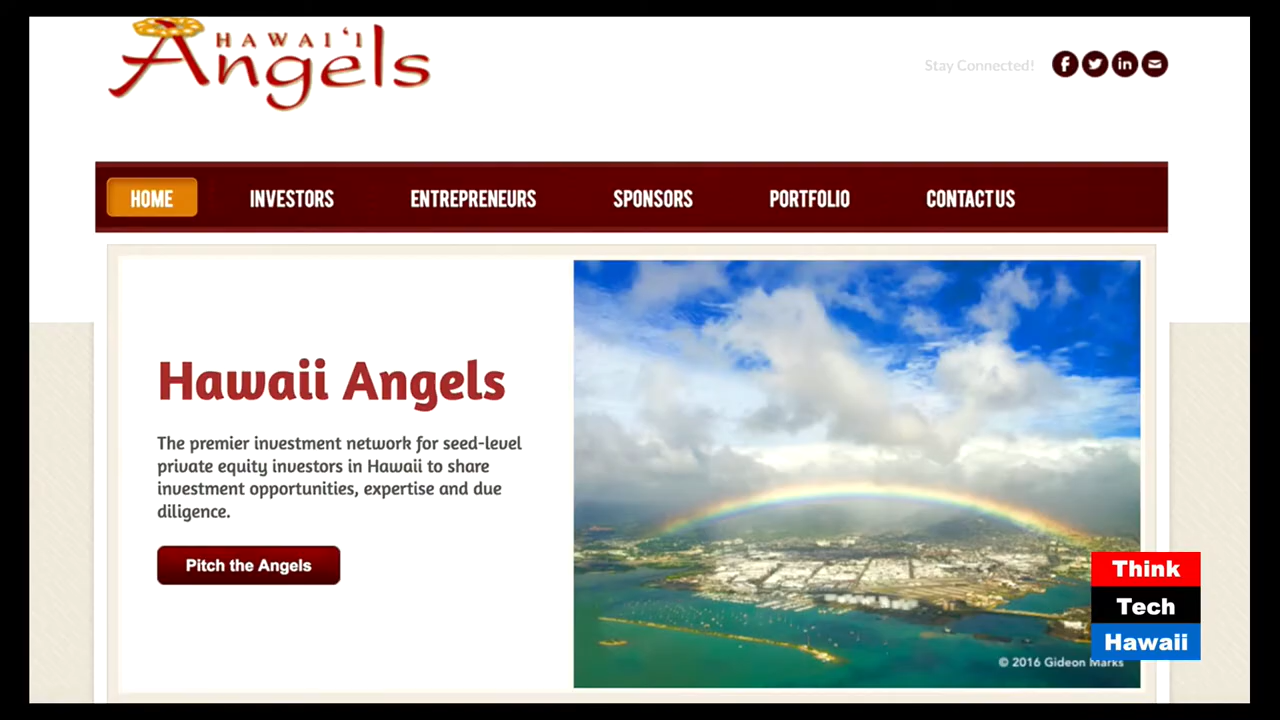 HAWAI'I
Angels
Stay Connected!
HOME
INVESTORS
ENTREPRENEURS
SPONSORS
PORTFOLIO
CONTACT US
Hawaii Angels
The premier investment network for seed-level
private equity investors in Hawaii to share
investment opportunities, expertise and due
diligence.
Pitch the Angels
Think
Tech
Hawaii
© 2016 Gideon Marks